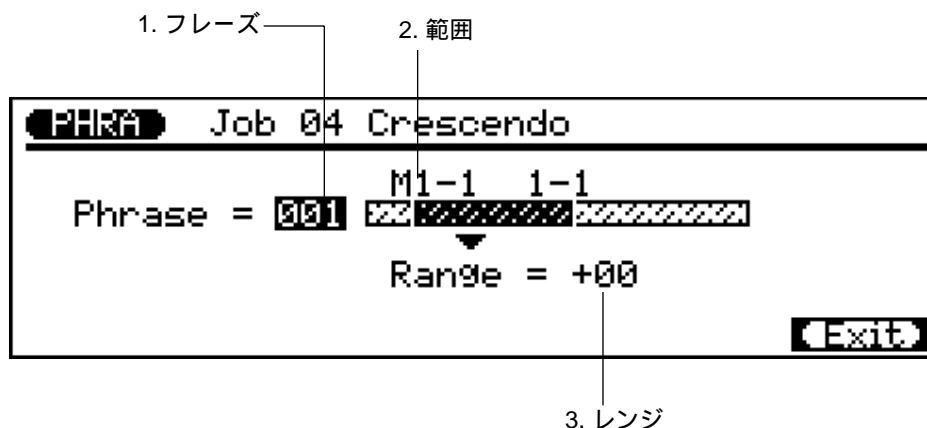 1. フレーズ
2. 範囲
PHRA Job 04 Crescendo
M1-1 1-1
Phrase = 001
Range = +00
Exit
3. レンジ